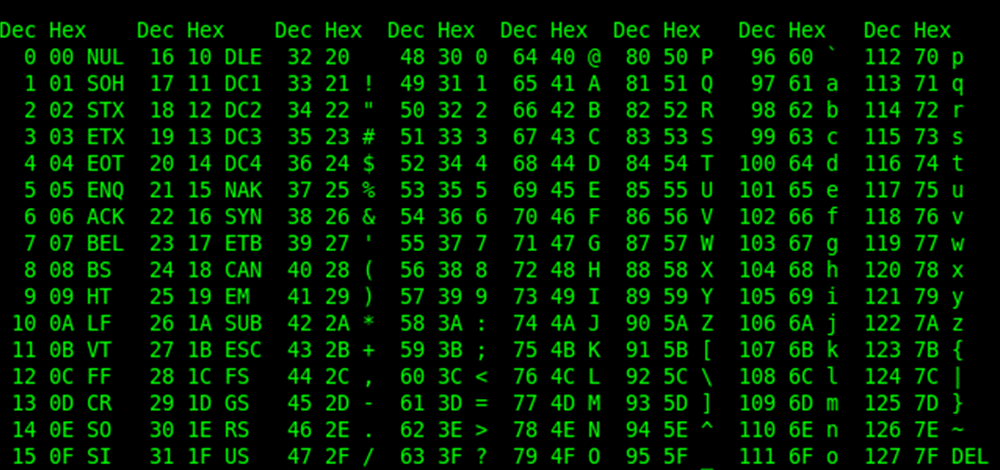 Dec Hex    Dec Hex    Dec Hex  Dec Hex  Dec Hex  Dec Hex   Dec Hex   Dec Hex
  0 00 NUL  16 10 DLE  32 20    48 30 0  64 40 @  80 50 P   96 60 `  112 70 p
  1 01 SOH  17 11 DC1  33 21 !  49 31 1  65 41 A  81 51 Q   97 61 a  113 71 q
  2 02 STX  18 12 DC2  34 22 "  50 32 2  66 42 B  82 52 R   98 62 b  114 72 r
  3 03 ETX  19 13 DC3  35 23 #  51 33 3  67 43 C  83 53 S   99 63 c  115 73 s
  4 04 EOT  20 14 DC4  36 24 $  52 34 4  68 44 D  84 54 T  100 64 d  116 74 t
  5 05 ENQ  21 15 NAK  37 25 %  53 35 5  69 45 E  85 55 U  101 65 e  117 75 u
  6 06 ACK  22 16 SYN  38 26 &  54 36 6  70 46 F  86 56 V  102 66 f  118 76 v
  7 07 BEL  23 17 ETB  39 27 '  55 37 7  71 47 G  87 57 W  103 67 g  119 77 w
  8 08 BS   24 18 CAN  40 28 (  56 38 8  72 48 H  88 58 X  104 68 h  120 78 x
  9 09 HT   25 19 EM   41 29 )  57 39 9  73 49 I  89 59 Y  105 69 i  121 79 y
 10 0A LF   26 1A SUB  42 2A *  58 3A :  74 4A J  90 5A Z  106 6A j  122 7A z
 11 0B VT   27 1B ESC  43 2B +  59 3B ;  75 4B K  91 5B [  107 6B k  123 7B {
 12 0C FF   28 1C FS   44 2C ,  60 3C <  76 4C L  92 5C \  108 6C l  124 7C |
 13 0D CR   29 1D GS   45 2D -  61 3D =  77 4D M  93 5D ]  109 6D m  125 7D }
 14 0E SO   30 1E RS   46 2E .  62 3E >  78 4E N  94 5E ^  110 6E n  126 7E ~
 15 0F SI   31 1F US   47 2F /  63 3F ?  79 4F O  95 5F _  111 6F o  127 7F DEL